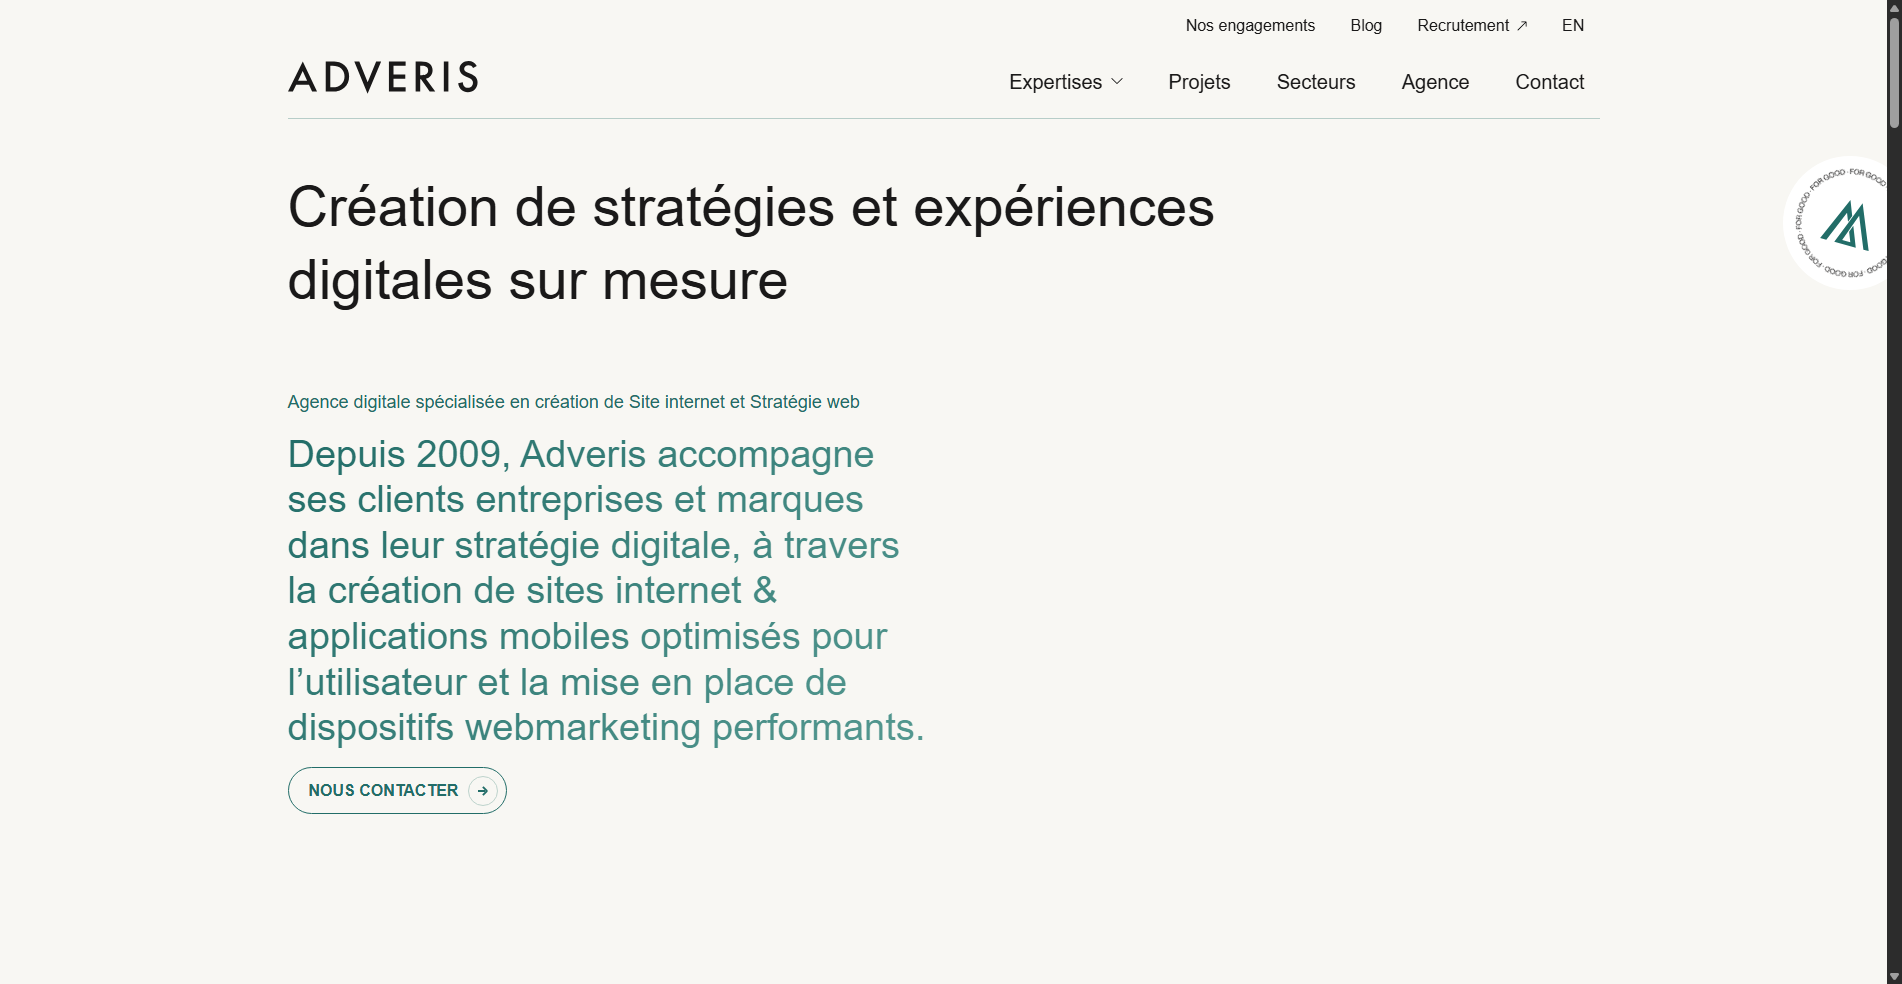 Nos engagements Blog Recrutement ↗ EN
ADVERIS
Expertises Projets Secteurs Agence Contact
FOR GOOD · FOR GOOD · FOR GOOD · FOR GOOD · FOR GOOD · FOR GOOD
Création de stratégies et expériences
digitales sur mesure
Agence digitale spécialisée en création de Site internet et Stratégie web
Depuis 2009, Adveris accompagne
ses clients entreprises et marques
dans leur stratégie digitale, à travers
la création de sites internet &
applications mobiles optimisés pour
l’utilisateur et la mise en place de
dispositifs webmarketing performants.
NOUS CONTACTER